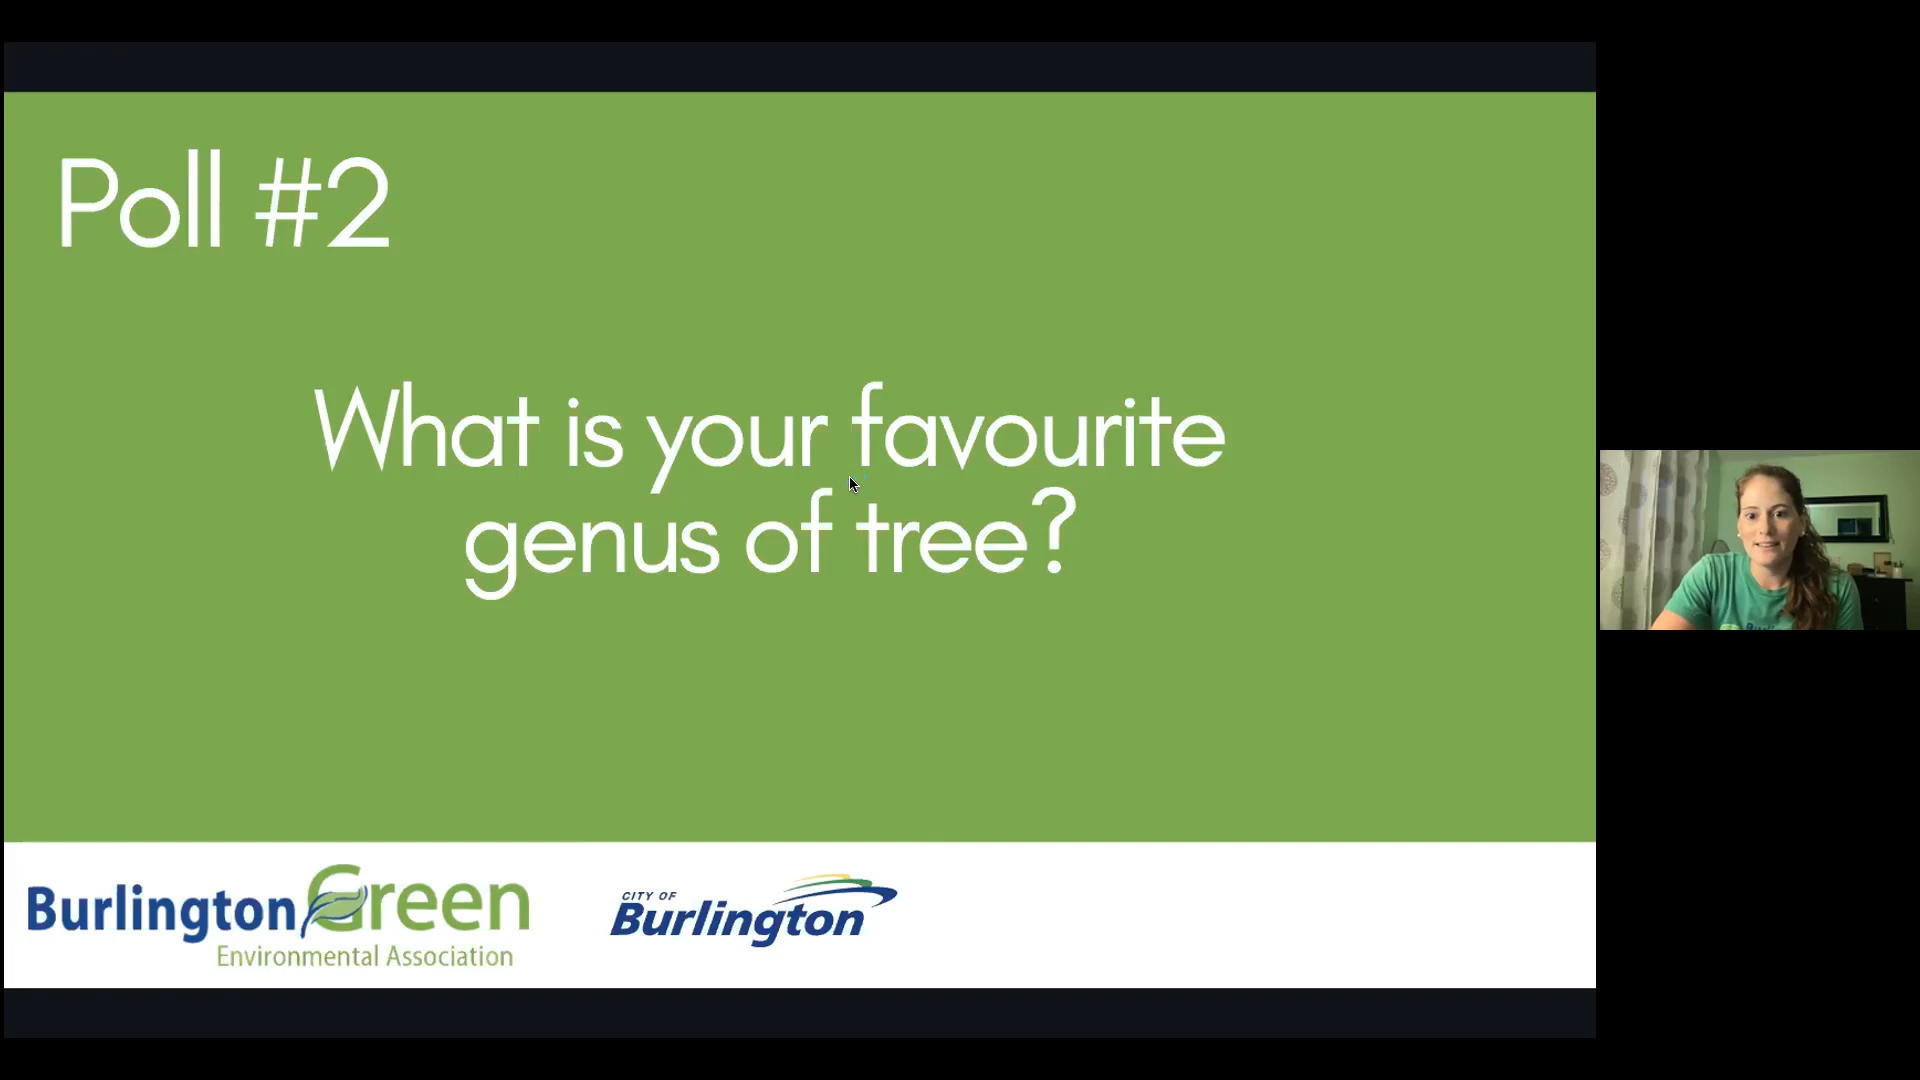 Poll #2
What is your favourite
genus of tree?
BurlingtonGreen
Environmental Association
CITY OF
Burlington